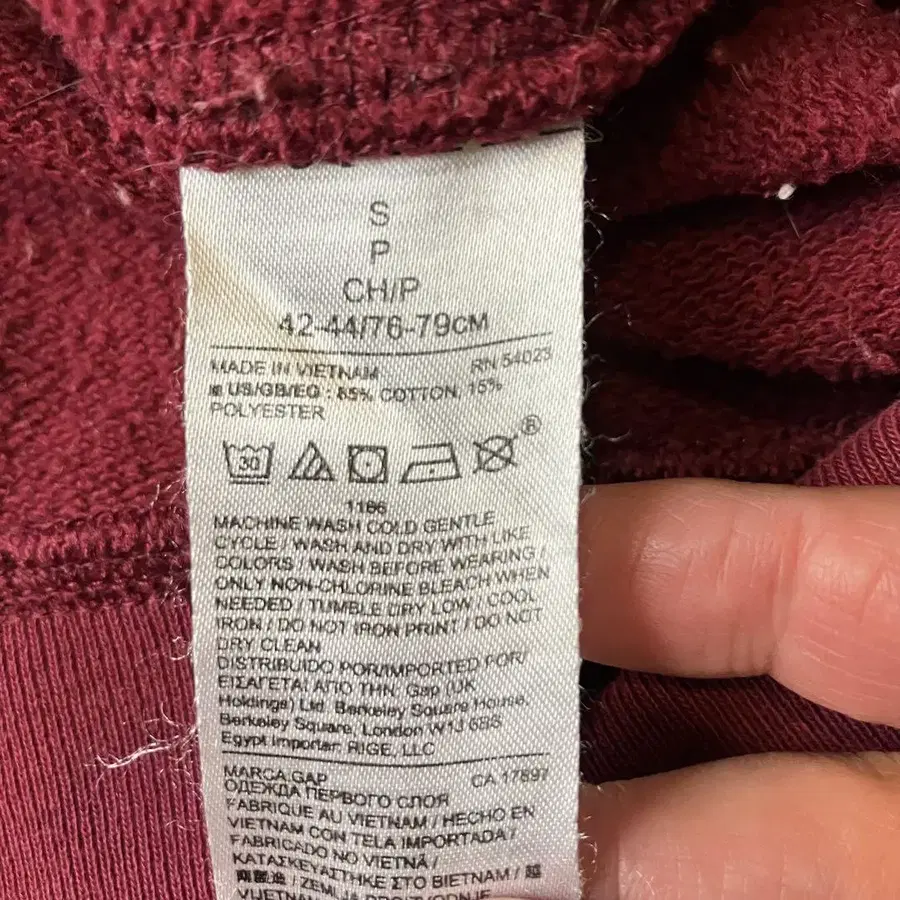 S
P
CH/P
42-44/76-79CM
MADE IN VIETNAM RN 54023
US/GB/EG : 85% COTTON, 15%
POLYESTER
30
®
1186
MACHINE WASH COLD GENTLE
CYCLE / WASH AND DRY WITH LIKE
COLORS / WASH BEFORE WEARING /
ONLY NON-CHLORINE BLEACH WHEN
NEEDED / TUMBLE DRY LOW / COOL
IRON / DO NOT IRON PRINT / DO NOT
DRY CLEAN
DISTRIBUIDO POR/IMPORTED FOR/
ΕΙΣΑΓΕΤΑΙ ΑΠΟ ΤΗΝ: Gap (UK
Holdings) Ltd. Berkeley Square House,
Berkeley Square, London W1J 6BS
Egypt Importer: RIGE, LLC
MARCA:GAP CA 17897
ОДЕЖДА ПЕРВОГО СЛОЯ
FABRIQUE AU VIETNAM / HECHO EN
VIETNAM CON TELA IMPORTADA /
FABRICADO NO VIETNÃ /
ΚΑΤΑΣΚΕΥΑΣΤΗΚΕ ΣΤΟ ΒΙΕΤΝΑΜ /
/ ZEMLJA PROIZVODNJE
VIJETNAM